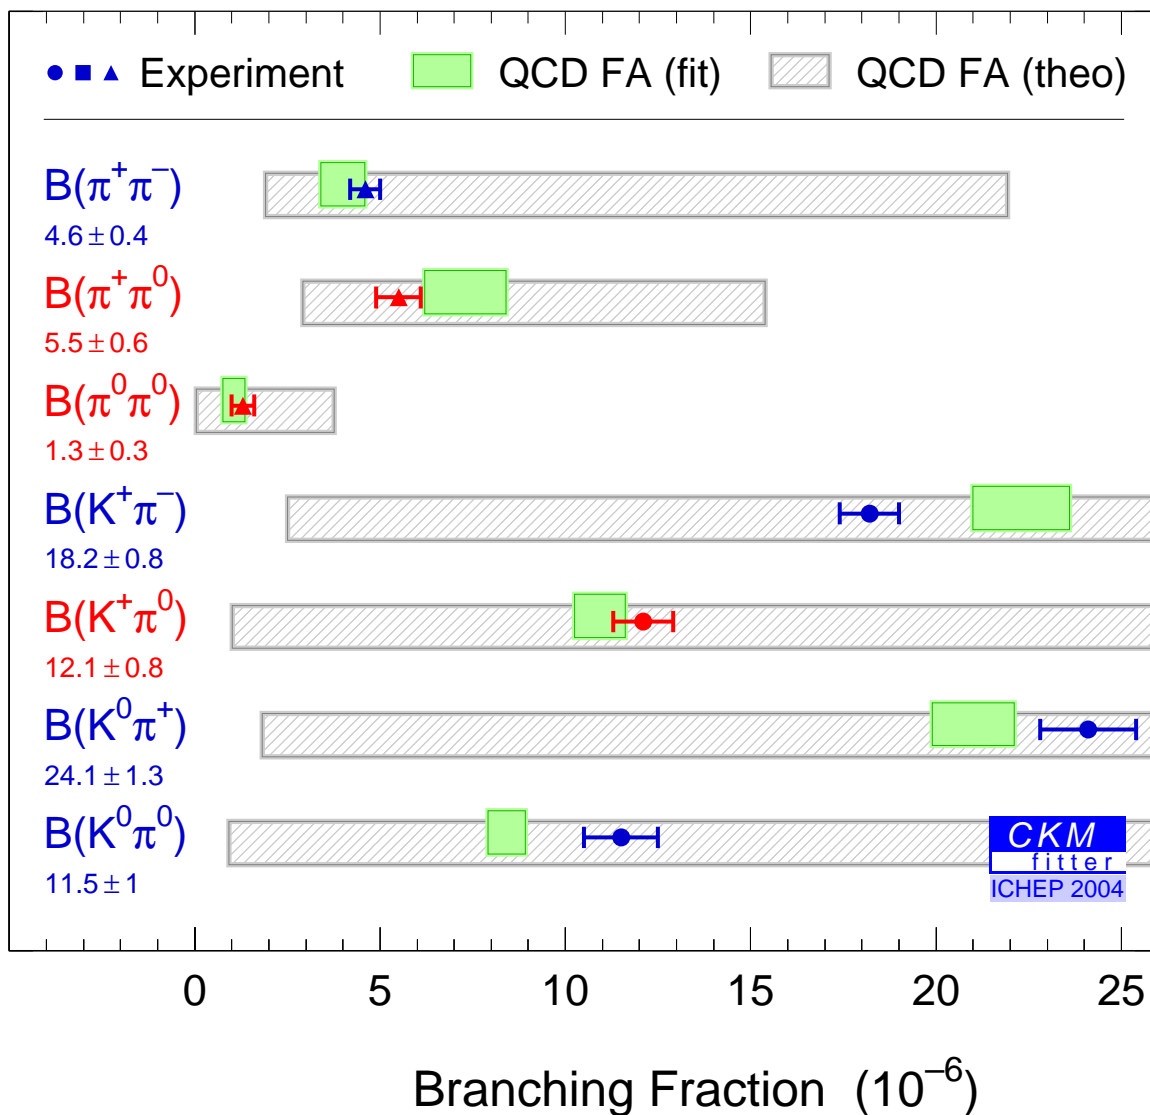 Experiment QCD FA (fit) QCD FA (theo)
B(π⁺π⁻)
4.6 ± 0.4
B(π⁺π⁰)
5.5 ± 0.6
B(π⁰π⁰)
1.3 ± 0.3
B(K⁺π⁻)
18.2 ± 0.8
B(K⁺π⁰)
12.1 ± 0.8
B(K⁰π⁺)
24.1 ± 1.3
B(K⁰π⁰)
11.5 ± 1
CKM
fitter
ICHEP 2004
0 5 10 15 20 25
Branching Fraction (10⁻⁶)